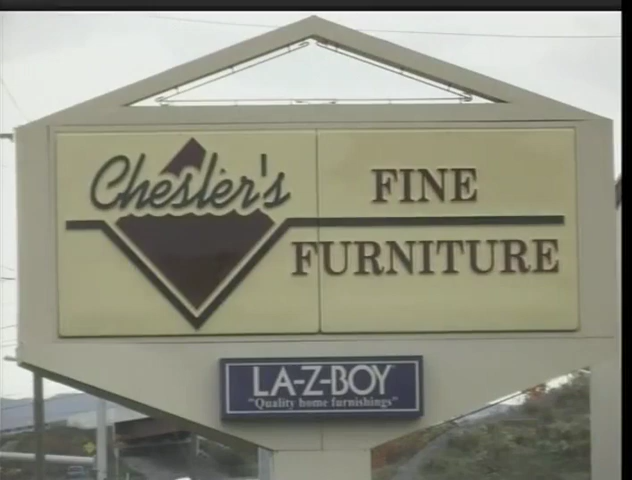 Chesler's
FINE
FURNITURE
LA-Z-BOY
"Quality home furnishings"